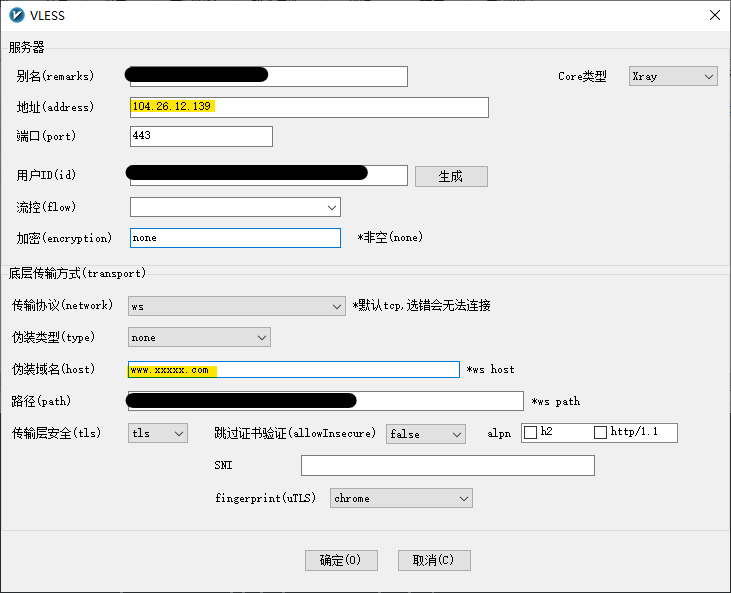 VLESS
服务器
别名(remarks)
Core类型 Xray
地址(address) 104.26.12.139
端口(port) 443
用户ID(id) 生成
流控(flow)
加密(encryption) none *非空(none)
底层传输方式(transport)
传输协议(network) ws *默认tcp,选错会无法连接
伪装类型(type) none
伪装域名(host) www.xxxxx.com *ws host
路径(path) *ws path
传输层安全(tls) tls 跳过证书验证(allowInsecure) false alpn h2 http/1.1
SNI
fingerprint(uTLS) chrome
确定(O) 取消(C)